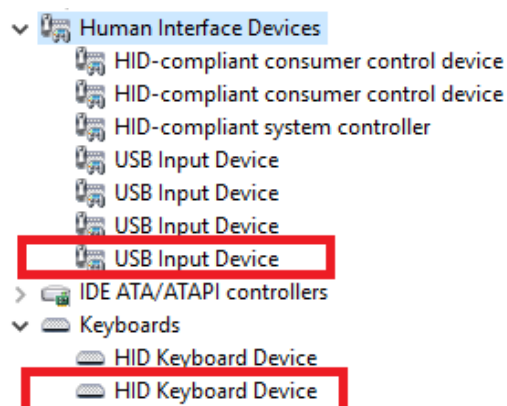 Human Interface Devices
HID-compliant consumer control device
HID-compliant consumer control device
HID-compliant system controller
USB Input Device
USB Input Device
USB Input Device
USB Input Device
IDE ATA/ATAPI controllers
Keyboards
HID Keyboard Device
HID Keyboard Device